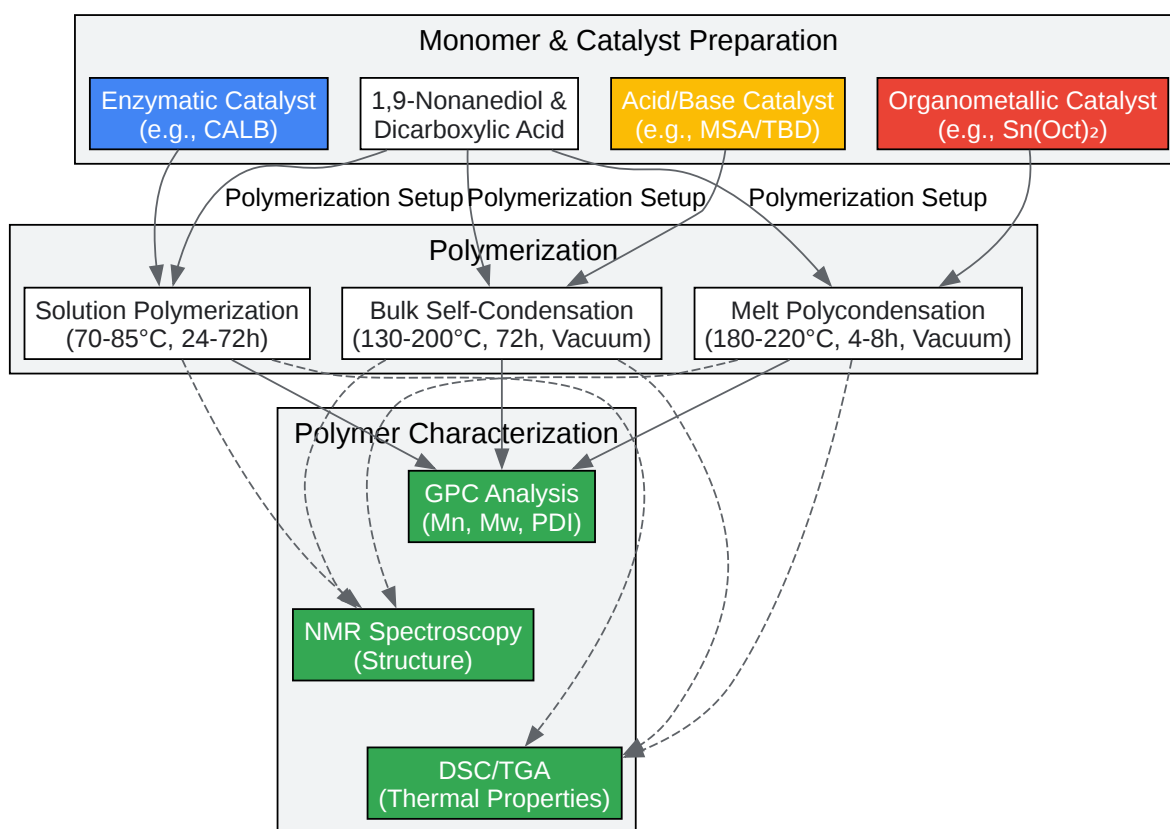 Monomer & Catalyst Preparation
Enzymatic Catalyst
(e.g., CALB)
1,9-Nonanediol &
Dicarboxylic Acid
Acid/Base Catalyst
(e.g., MSA/TBD)
Organometallic Catalyst
(e.g., Sn(Oct)₂)
Polymerization Setup
Polymerization Setup
Polymerization Setup
Polymerization
Solution Polymerization
(70-85°C, 24-72h)
Bulk Self-Condensation
(130-200°C, 72h, Vacuum)
Melt Polycondensation
(180-220°C, 4-8h, Vacuum)
Polymer Characterization
GPC Analysis
(Mn, Mw, PDI)
NMR Spectroscopy
(Structure)
DSC/TGA
(Thermal Properties)